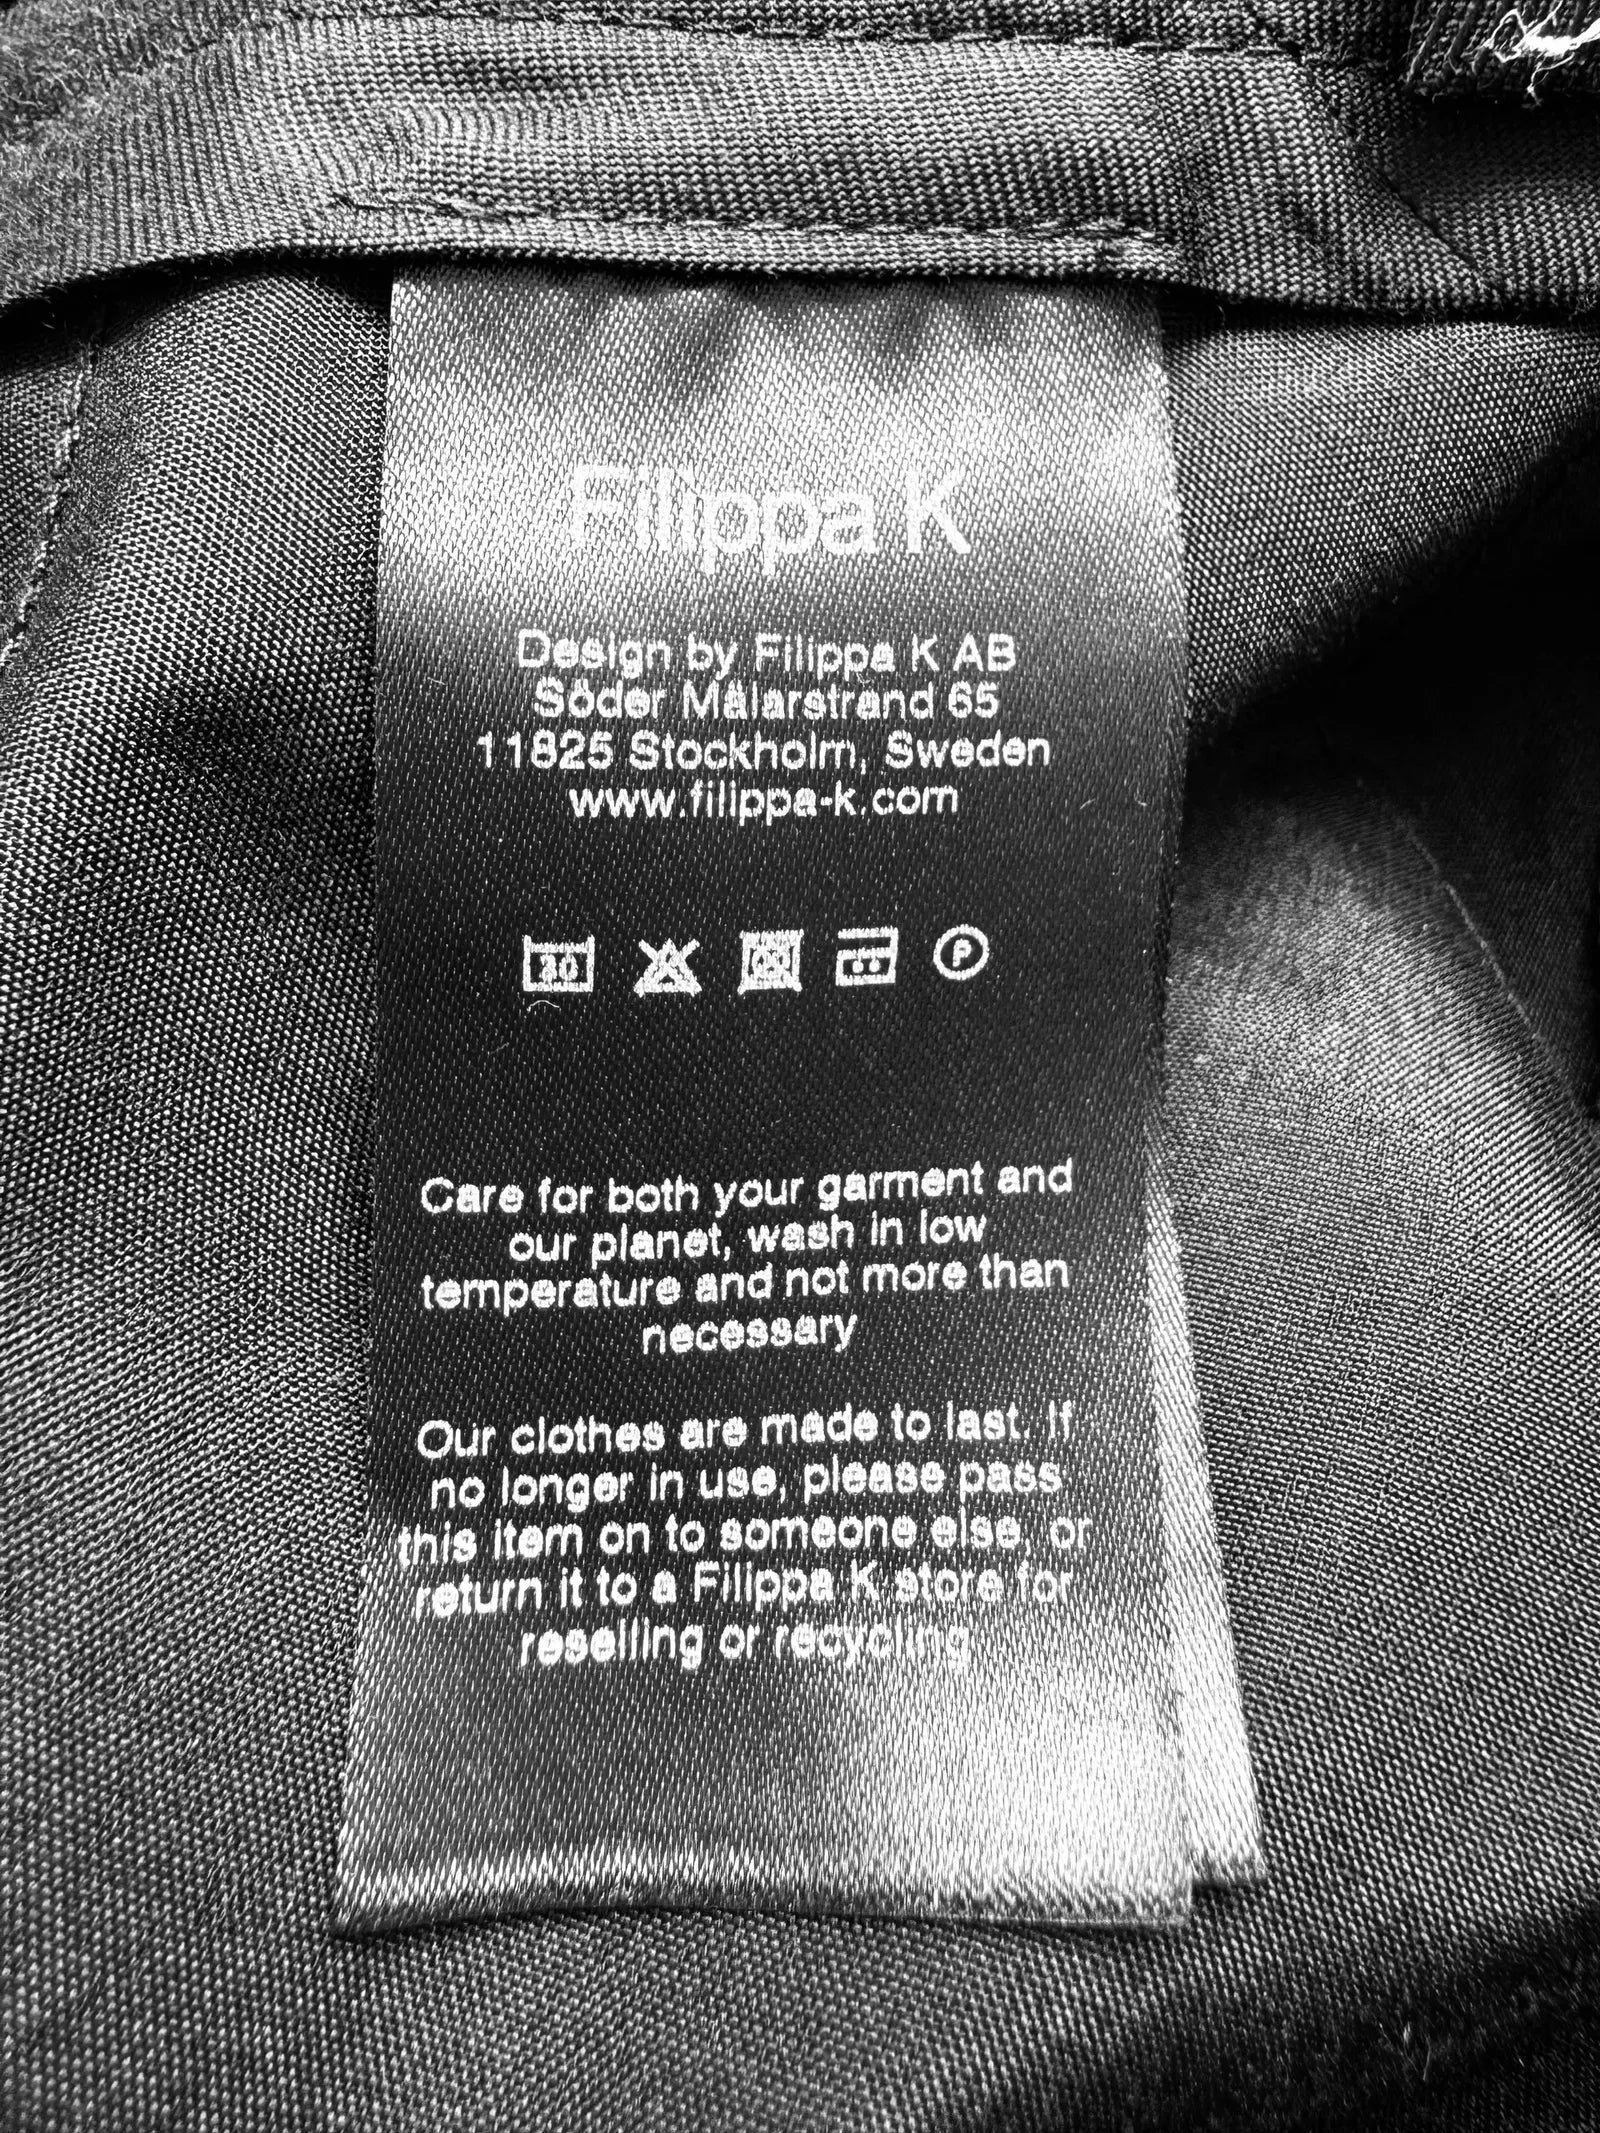 Filippa K
Design by Filippa K AB
Söder Mälarstrand 65
11825 Stockholm, Sweden
www.filippa-k.com
30
P
Care for both your garment and
our planet, wash in low
temperature and not more than
necessary
Our clothes are made to last. If
no longer in use, please pass
this item on to someone else, or
return it to a Filippa K store for
reselling or recycling